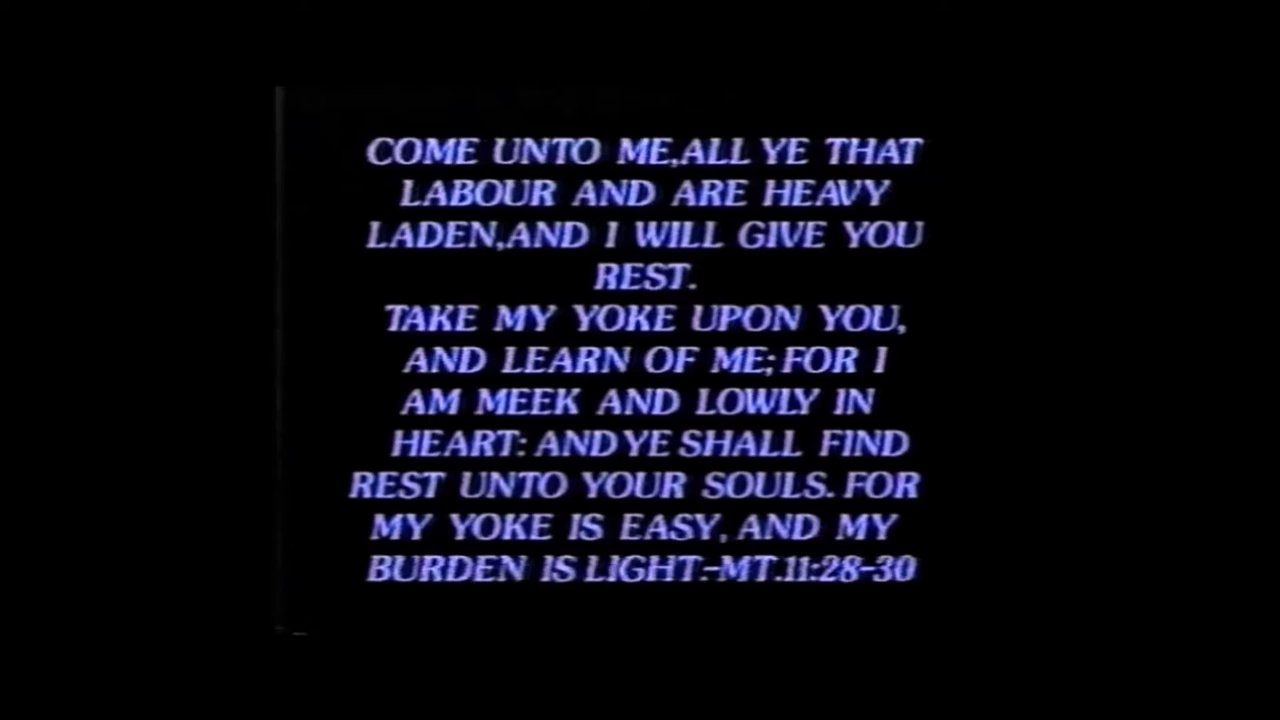 COME UNTO ME,ALL YE THAT
LABOUR AND ARE HEAVY
LADEN,AND I WILL GIVE YOU
REST.
TAKE MY YOKE UPON YOU,
AND LEARN OF ME; FOR I
AM MEEK AND LOWLY IN
HEART: AND YE SHALL FIND
REST UNTO YOUR SOULS. FOR
MY YOKE IS EASY, AND MY
BURDEN IS LIGHT.-MT.11:28-30